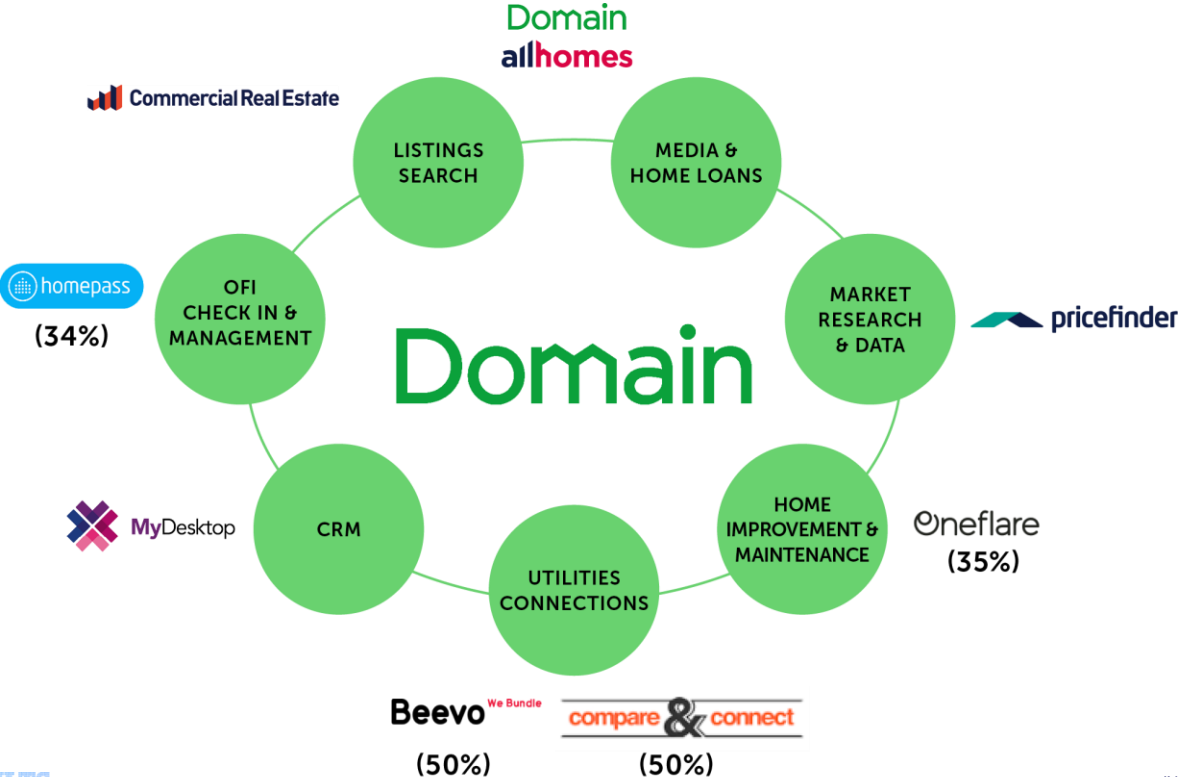 Domain
allhomes
Commercial Real Estate
LISTINGS
SEARCH
MEDIA &
HOME LOANS
homepass
(34%)
OFI
CHECK IN &
MANAGEMENT
MARKET
RESEARCH
& DATA
pricefinder
Domain
MyDesktop
CRM
HOME
IMPROVEMENT &
MAINTENANCE
Oneflare
(35%)
UTILITIES
CONNECTIONS
Beevo We Bundle
(50%)
compare & connect
(50%)